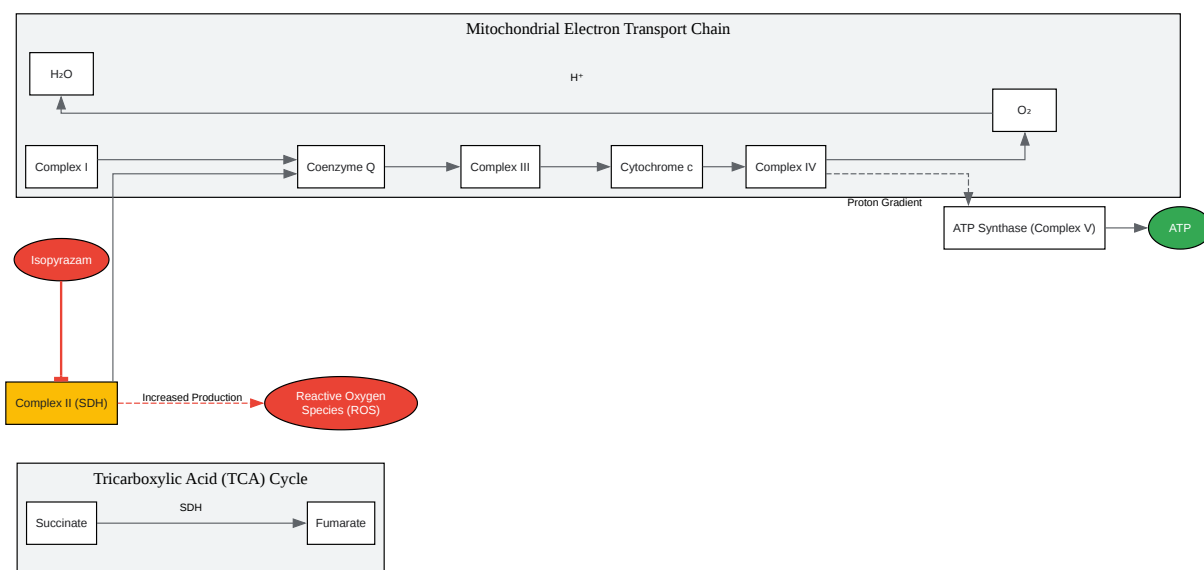 Mitochondrial Electron Transport Chain
H₂O
H⁺
O₂
Complex I
Coenzyme Q
Complex III
Cytochrome c
Complex IV
Proton Gradient
ATP Synthase (Complex V)
ATP
Isopyrazam
Complex II (SDH)
Increased Production
Reactive Oxygen
Species (ROS)
Tricarboxylic Acid (TCA) Cycle
SDH
Succinate
Fumarate